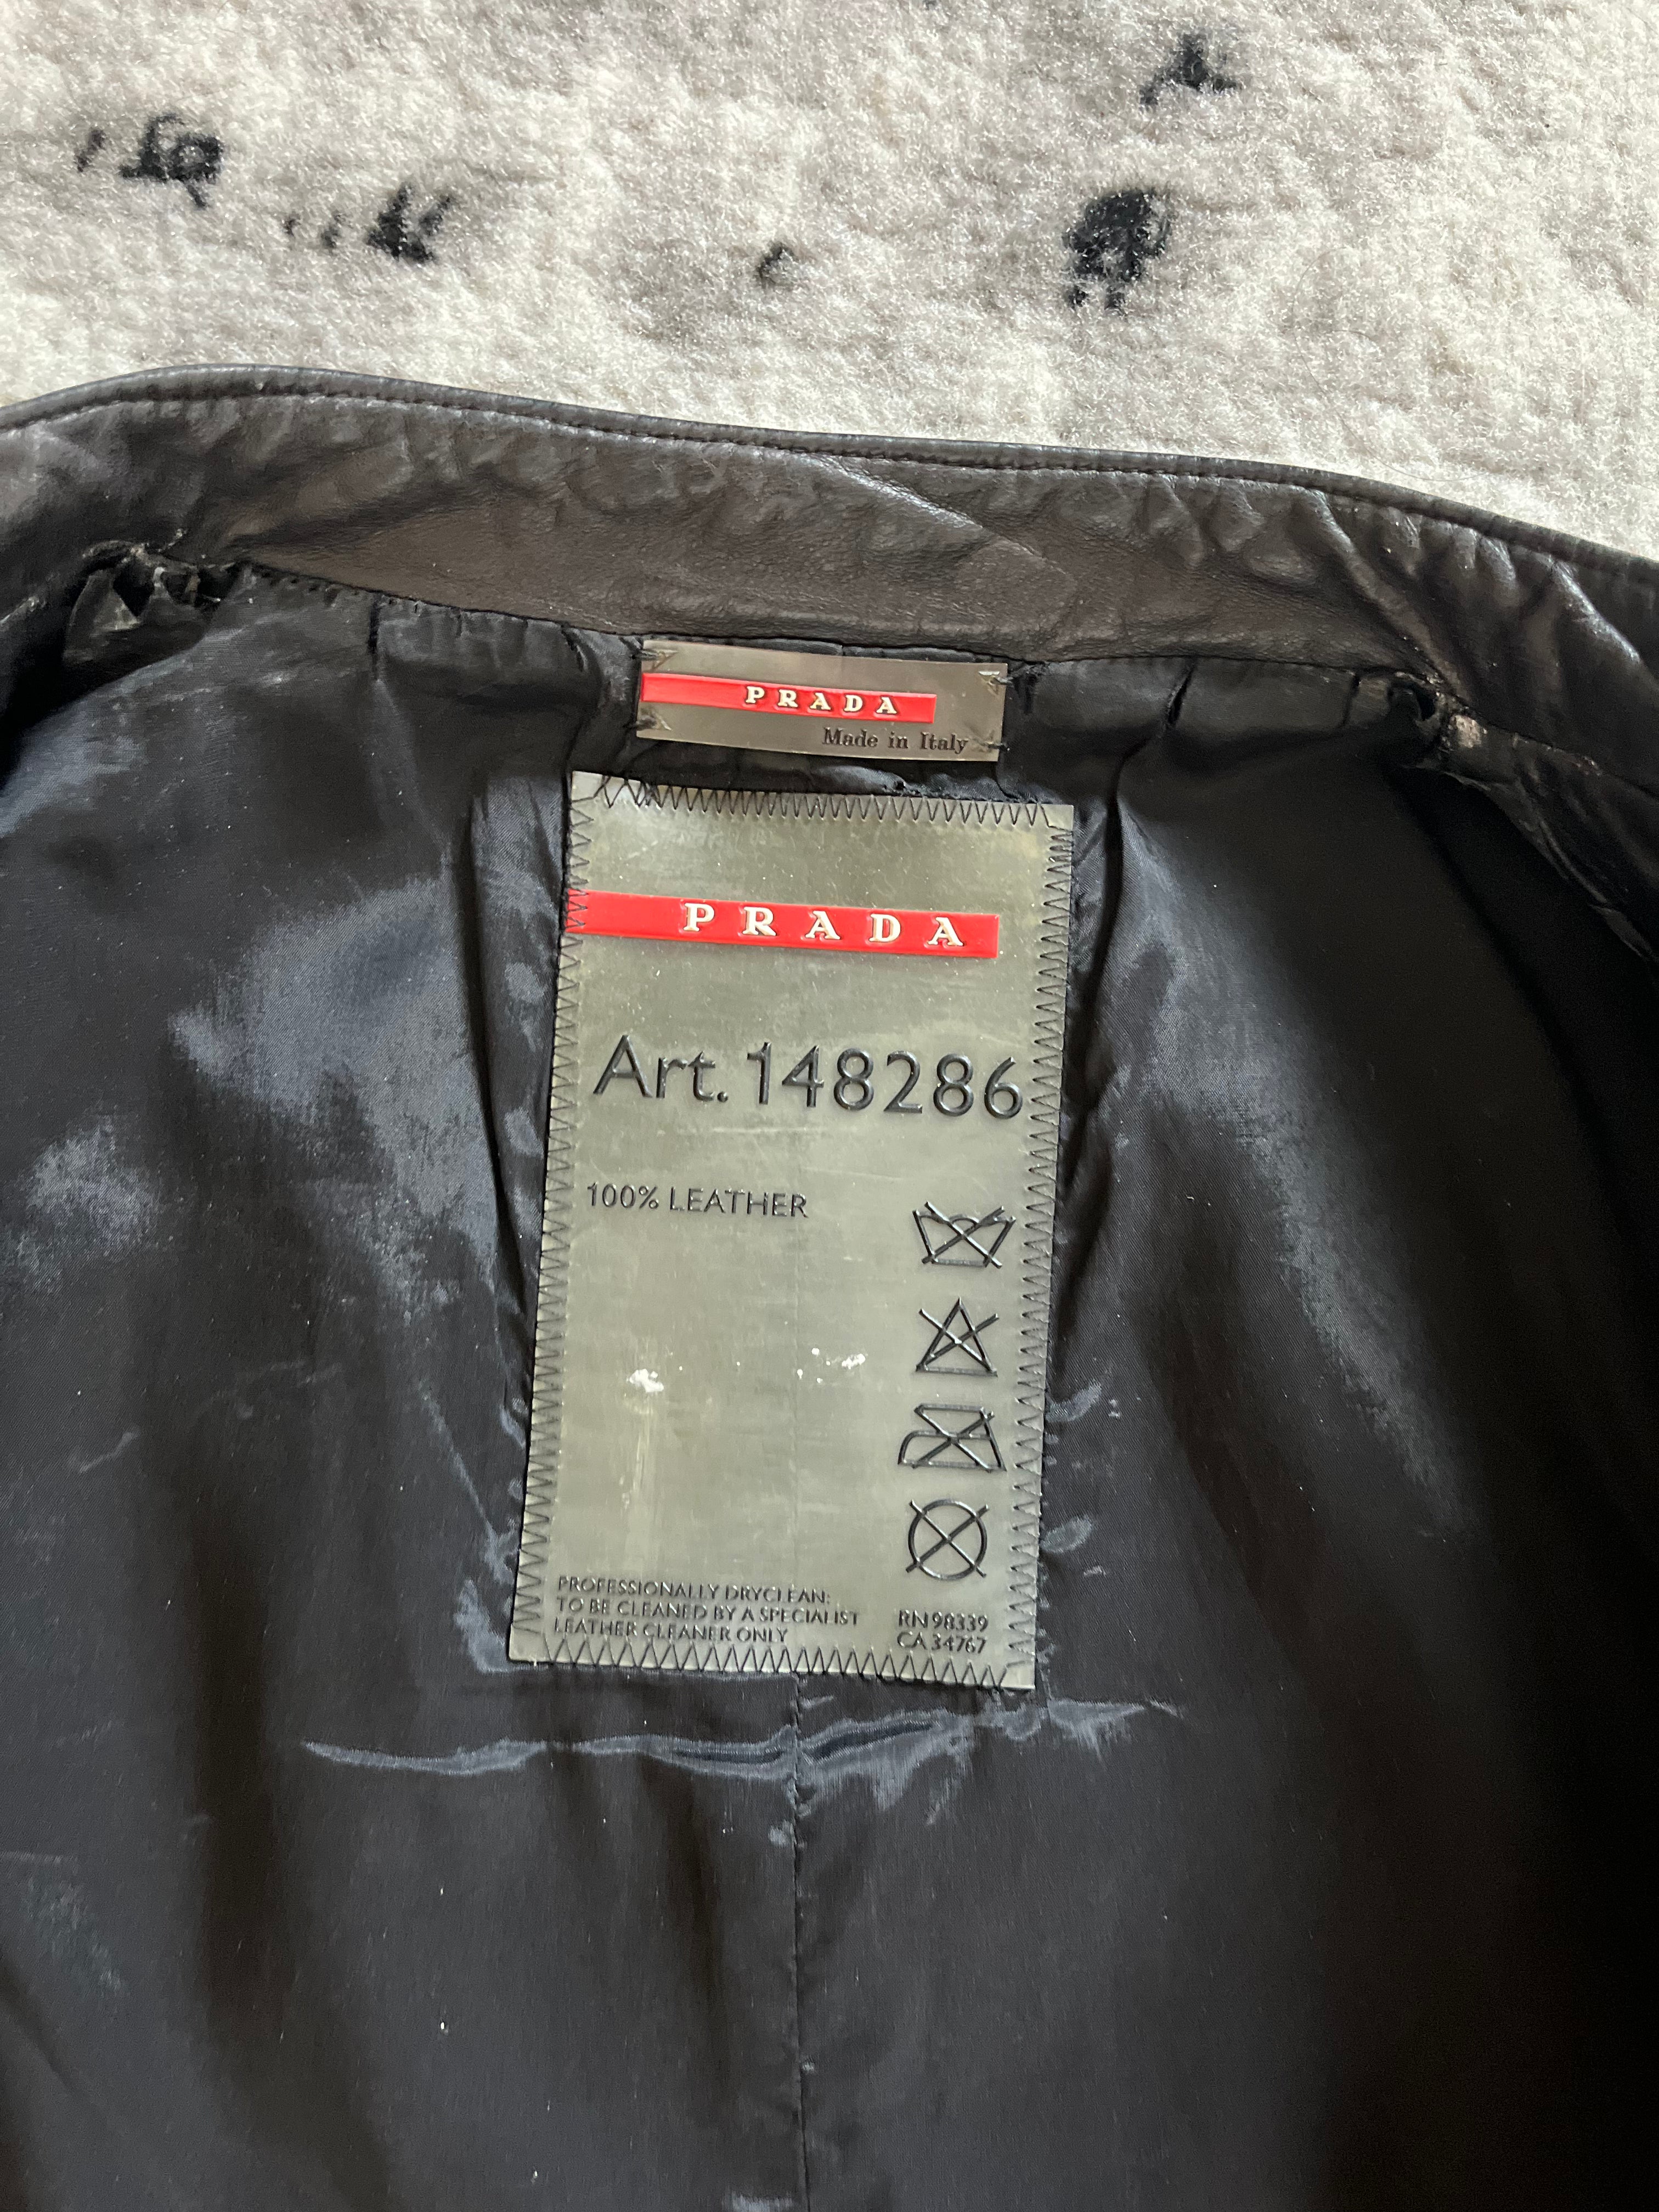 PRADA
Made in Italy
PRADA
Art. 148286
100% LEATHER
PROFESSIONALLY DRYCLEAN:
TO BE CLEANED BY A SPECIALIST
LEATHER CLEANER ONLY
RN 98339
CA 34767